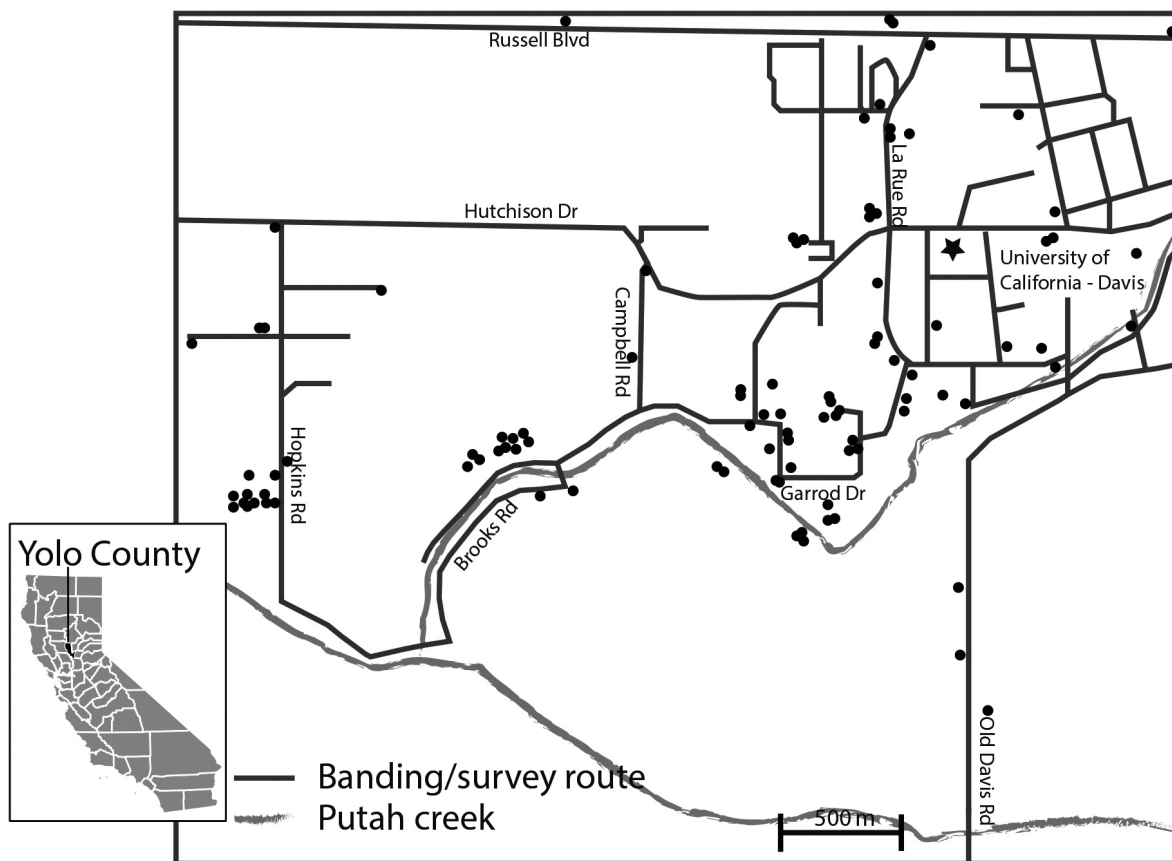 Russell Blvd
La Rue Rd
Hutchison Dr
University of
California - Davis
Campbell Rd
Hopkins Rd
Garrod Dr
Brooks Rd
Yolo County
Old Davis Rd
Banding/survey route
Putah creek
500 m